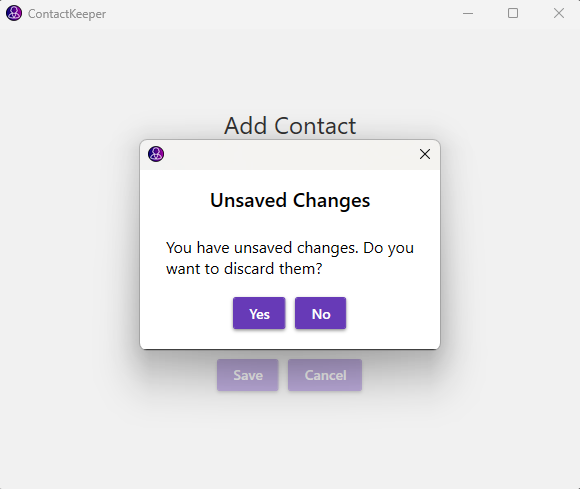 ContactKeeper
Add Contact
Unsaved Changes
You have unsaved changes. Do you
want to discard them?
Yes No
Save Cancel